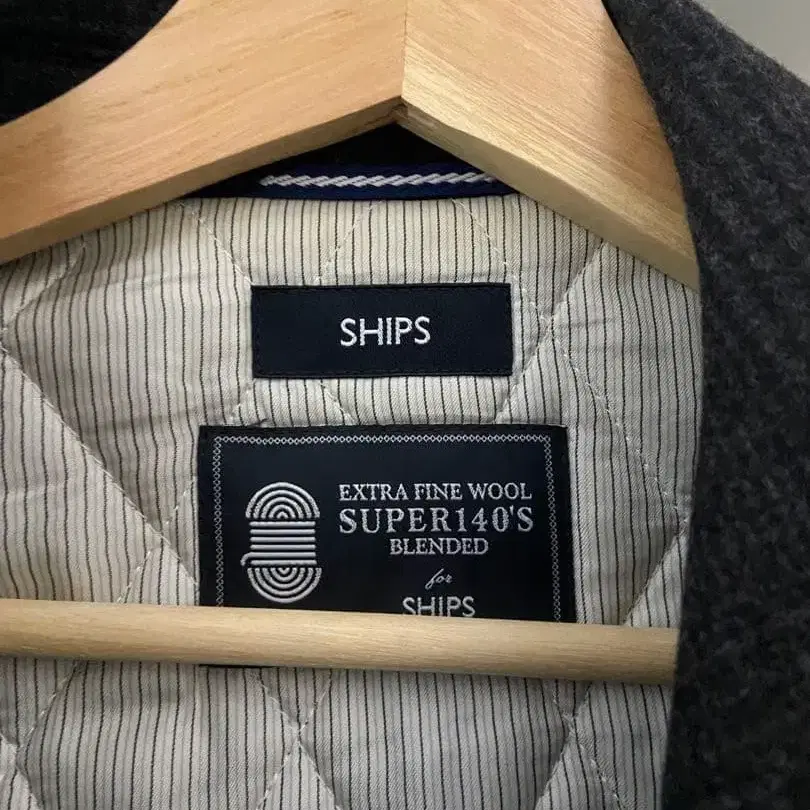 SHIPS
EXTRA FINE WOOL
SUPER140'S
BLENDED
for
SHIPS